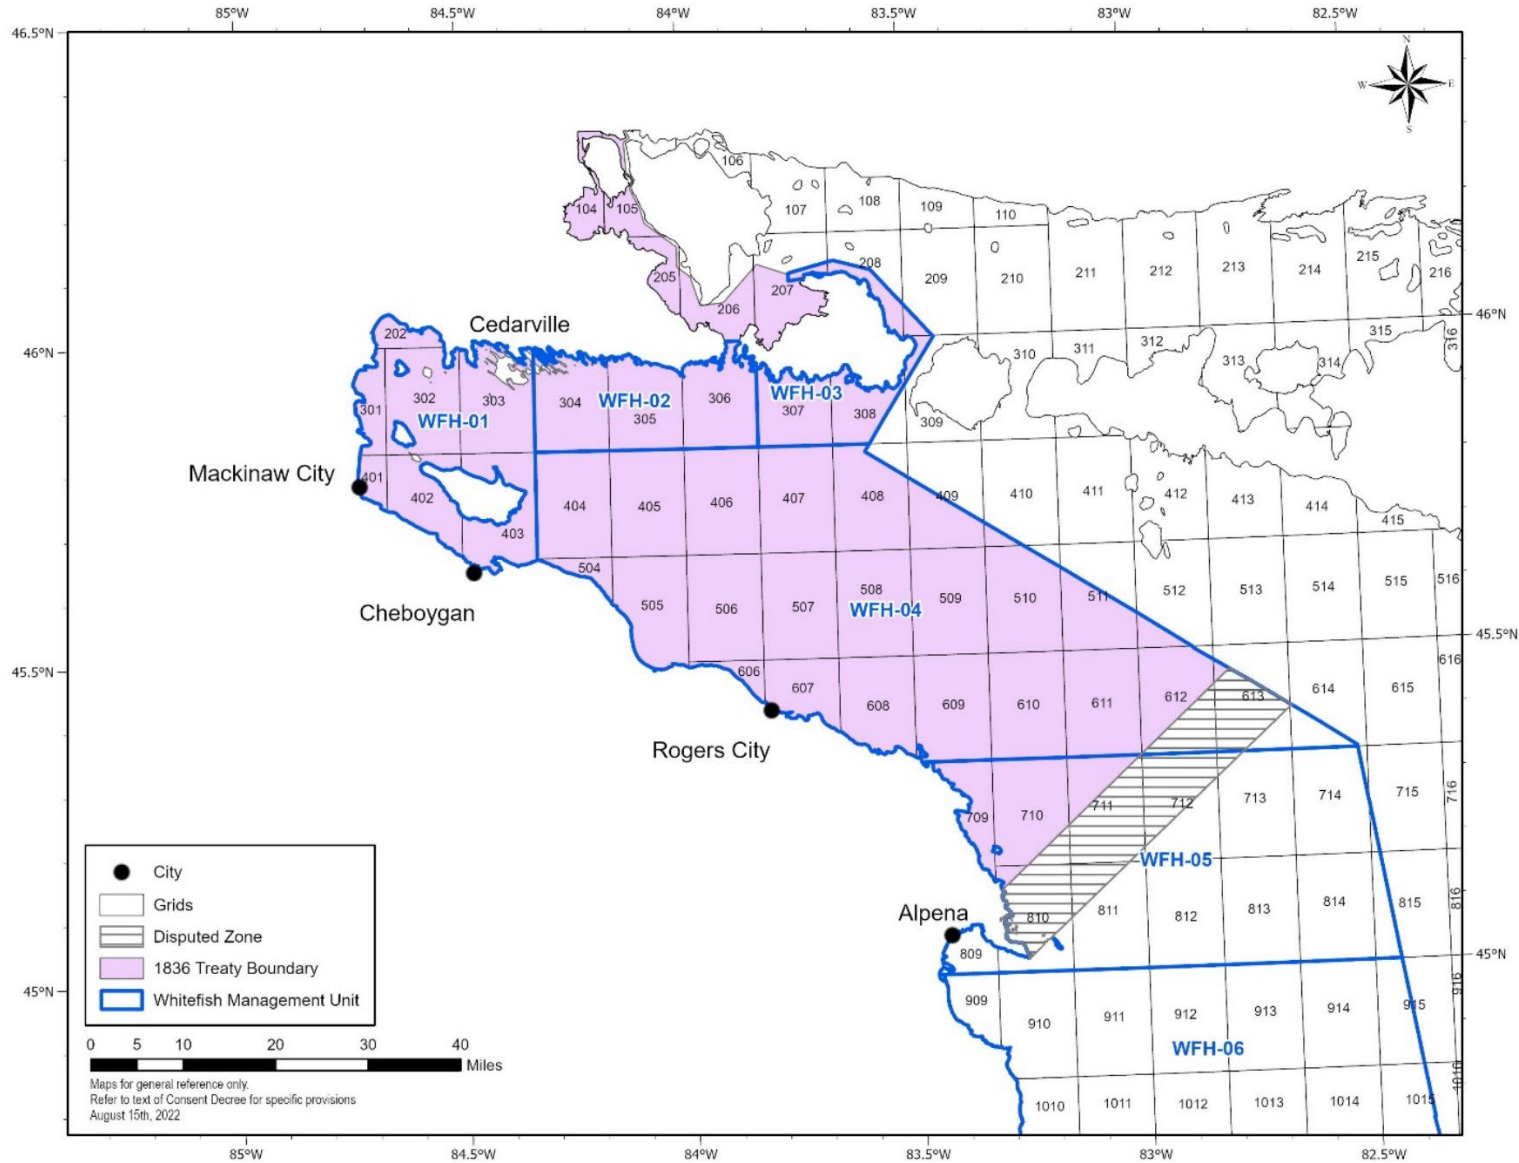 85°W 84.5°W 84°W 83.5°W 83°W 82.5°W
46.5°N
N
W E
S
106
107 108 109 110
104 105
205 206 207 208 209 210 211 212 213 214 215 216
46°N
46°N
Cedarville
202
301 302 303 304 305 306 307 308 309 310 311 312 313 314 315 316
WFH-01 WFH-02 WFH-03
Mackinaw City
401 402 403 404 405 406 407 408 409 410 411 412 413 414 415
Cheboygan
504 505 506 507 508 509 510 511 512 513 514 515 516
WFH-04
45.5°N
45.5°N
606 607 608 609 610 611 612 613 614 615 616
Rogers City
709 710 711 712 713 714 715 716
WFH-05
Alpena
809 810 811 812 813 814 815 816
45°N
45°N
909 910 911 912 913 914 915 916
WFH-06
1010 1011 1012 1013 1014 1015 1016
City
Grids
Disputed Zone
1836 Treaty Boundary
Whitefish Management Unit
0 5 10 20 30 40
Miles
Maps for general reference only.
Refer to text of Consent Decree for specific provisions
August 15th, 2022
85°W 84.5°W 84°W 83.5°W 83°W 82.5°W